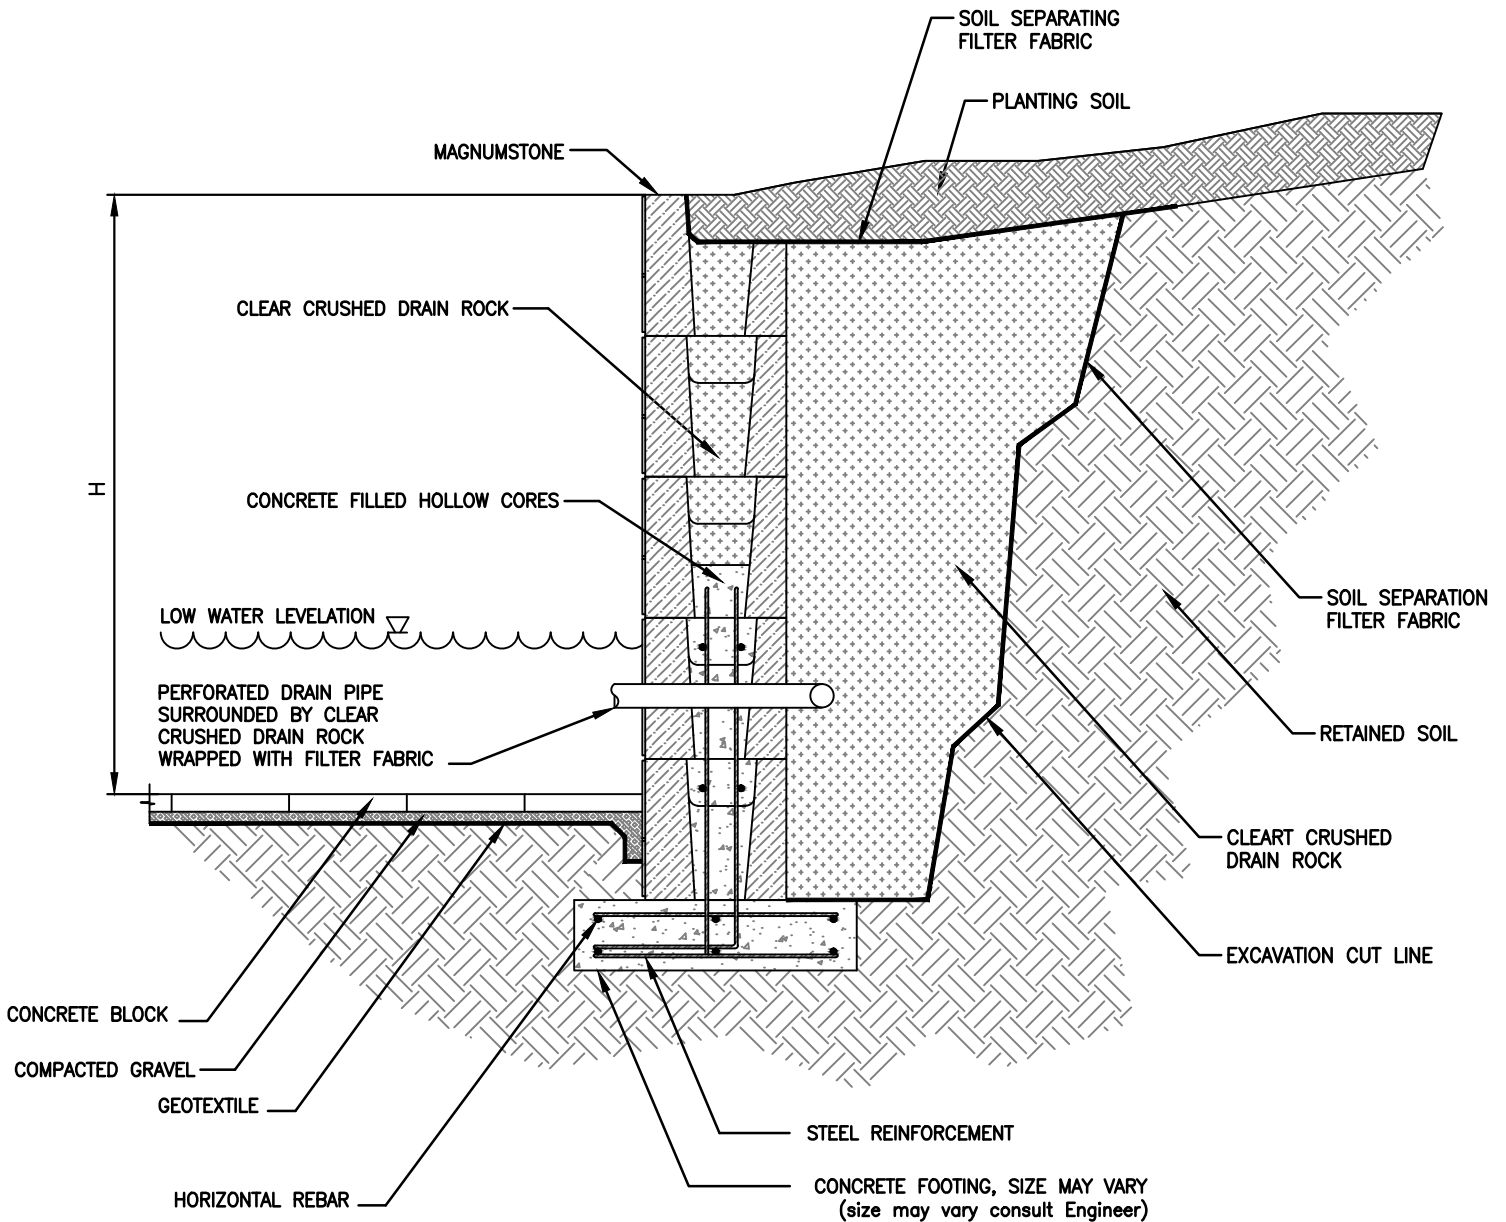 SOIL SEPARATING
FILTER FABRIC
PLANTING SOIL
MAGNUMSTONE
CLEAR CRUSHED DRAIN ROCK
H
CONCRETE FILLED HOLLOW CORES
SOIL SEPARATION
FILTER FABRIC
LOW WATER LEVELATION
PERFORATED DRAIN PIPE
SURROUNDED BY CLEAR
CRUSHED DRAIN ROCK
WRAPPED WITH FILTER FABRIC
RETAINED SOIL
CLEART CRUSHED
DRAIN ROCK
EXCAVATION CUT LINE
CONCRETE BLOCK
COMPACTED GRAVEL
GEOTEXTILE
STEEL REINFORCEMENT
HORIZONTAL REBAR
CONCRETE FOOTING, SIZE MAY VARY
(size may vary consult Engineer)